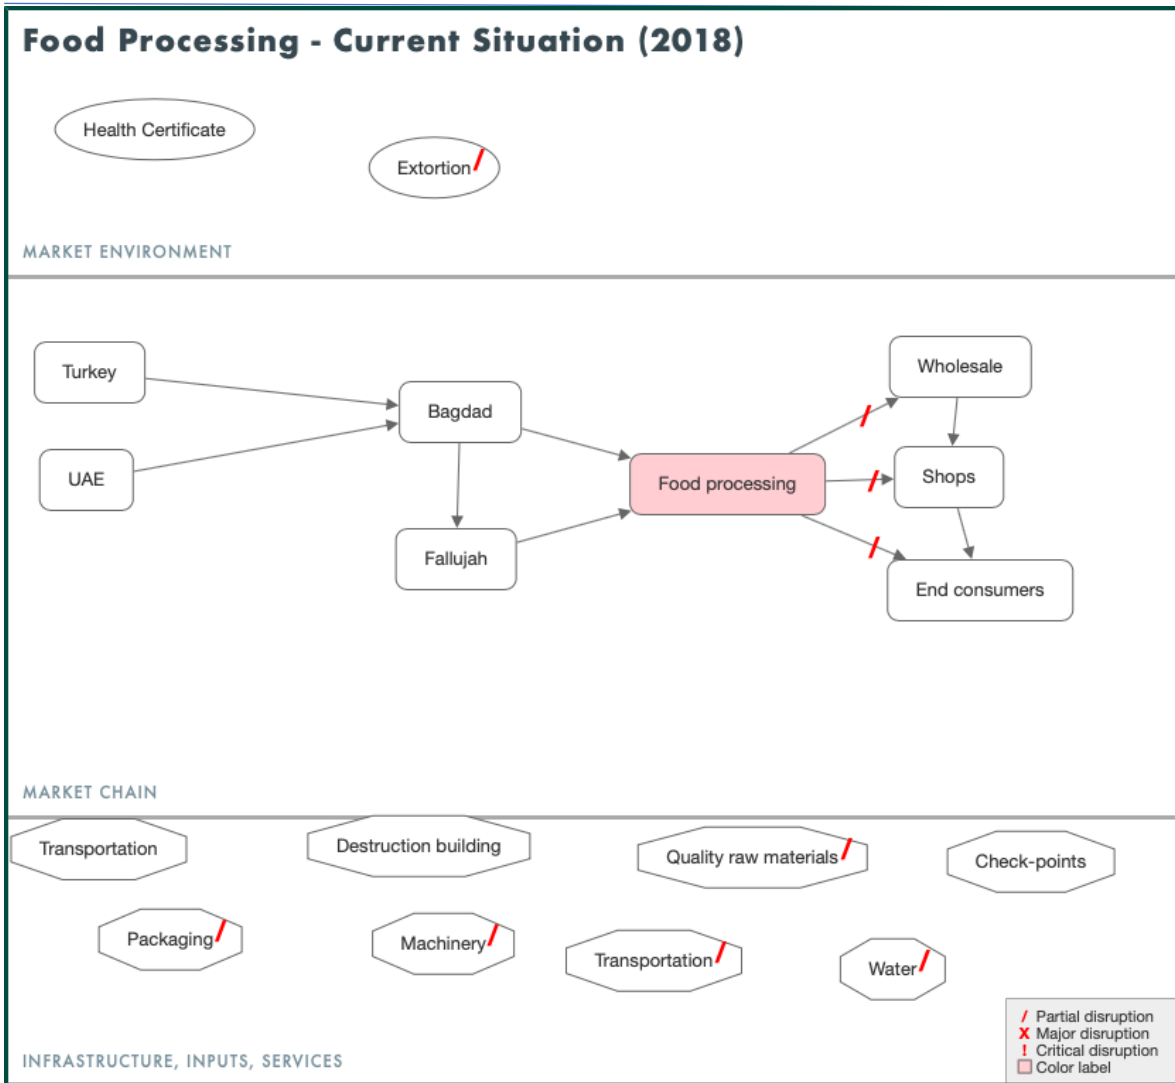 Food Processing - Current Situation (2018)
Health Certificate
Extortion
MARKET ENVIRONMENT
Turkey
UAE
Bagdad
Fallujah
Food processing
Wholesale
Shops
End consumers
MARKET CHAIN
Transportation
Destruction building
Quality raw materials
Check-points
Packaging
Machinery
Transportation
Water
/ Partial disruption
X Major disruption
! Critical disruption
Color label
INFRASTRUCTURE, INPUTS, SERVICES